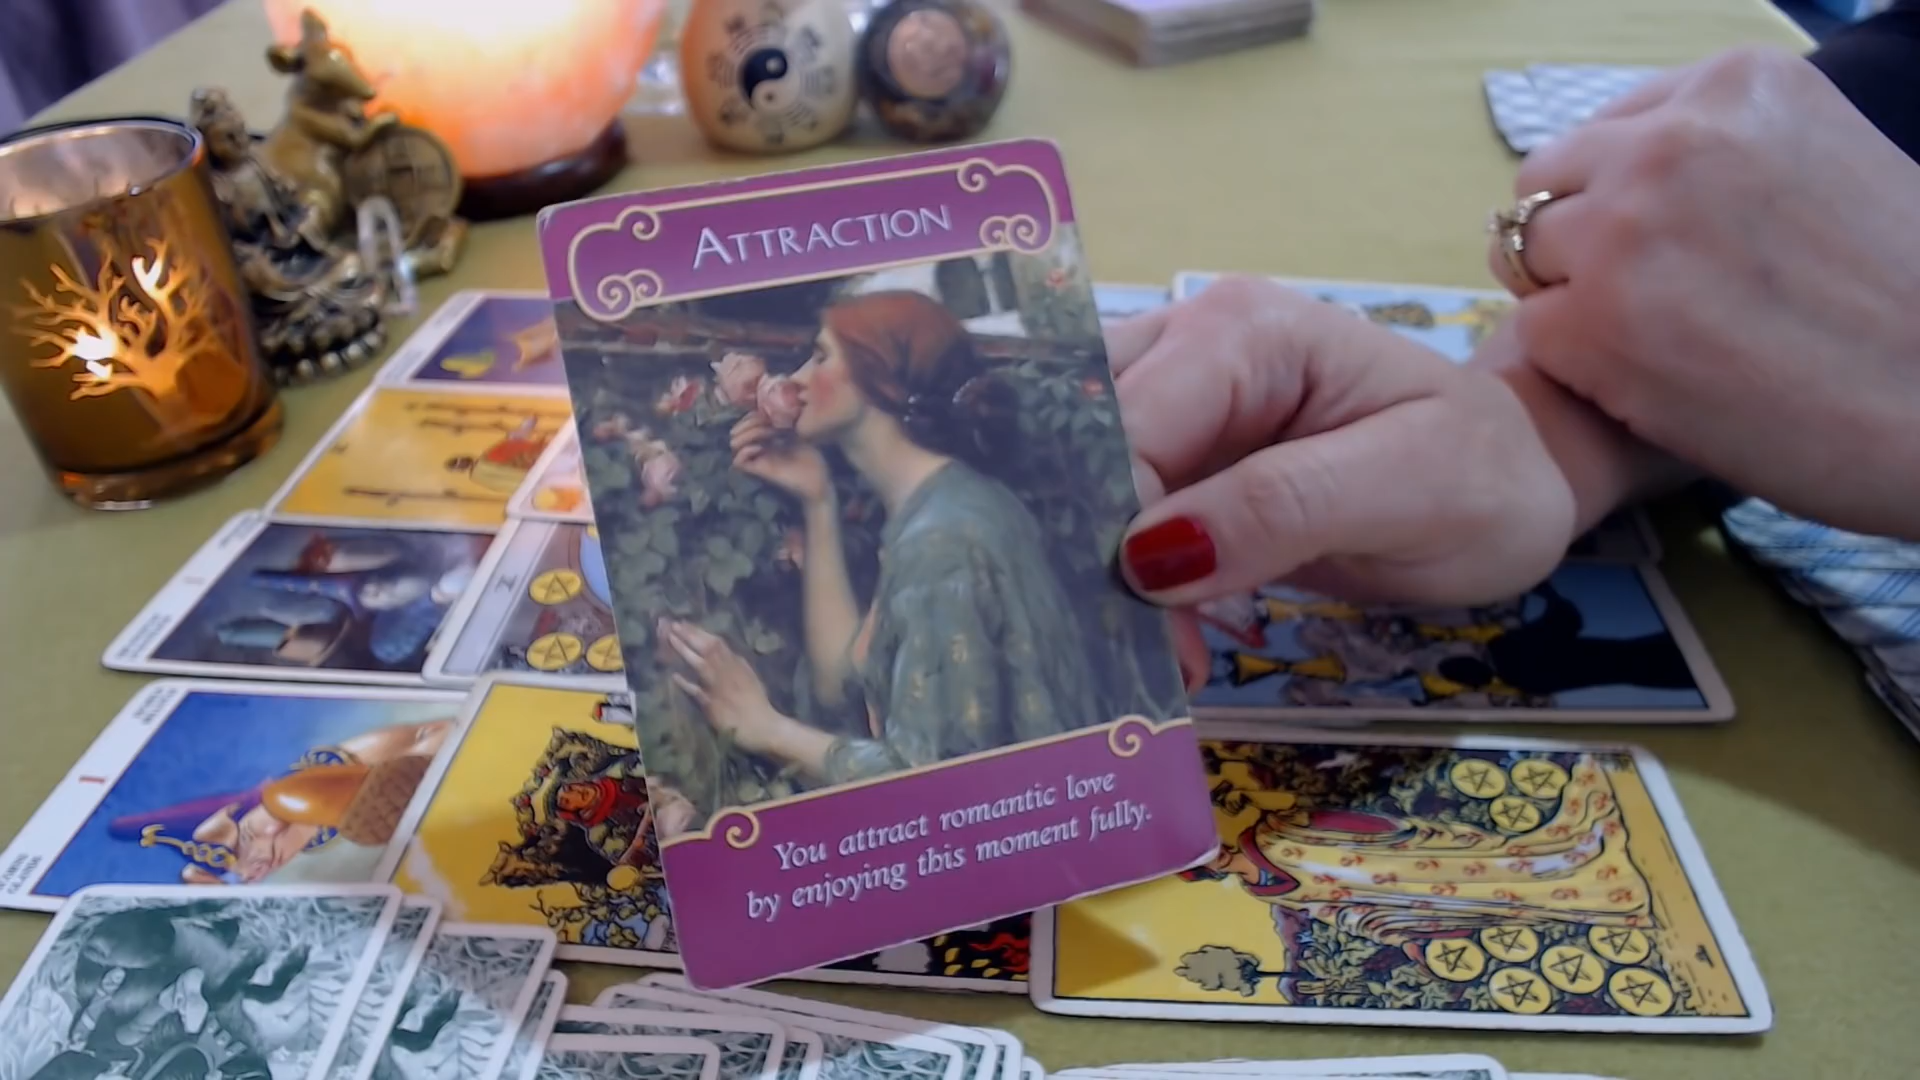 ATTRACTION
You attract romantic love
by enjoying this moment fully.
I